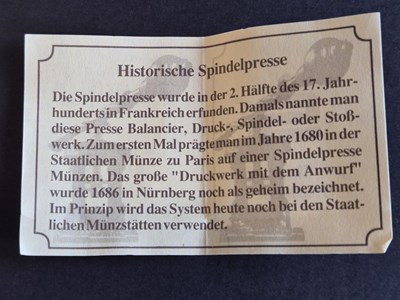 Historische Spindelpresse
Die Spindelpresse wurde in der 2. Hälfte des 17. Jahr-
hunderts in Frankreich erfunden. Damals nannte man
diese Presse Balancier, Druck-, Spindel- oder Stoß-
werk. Zum ersten Mal prägte man im Jahre 1680 in der
Staatlichen Münze zu Paris auf einer Spindelpresse
Münzen. Das große "Druckwerk mit dem Anwurf"
wurde 1686 in Nürnberg noch als geheim bezeichnet.
Im Prinzip wird das System heute noch bei den Staat-
lichen Münzstätten verwendet.